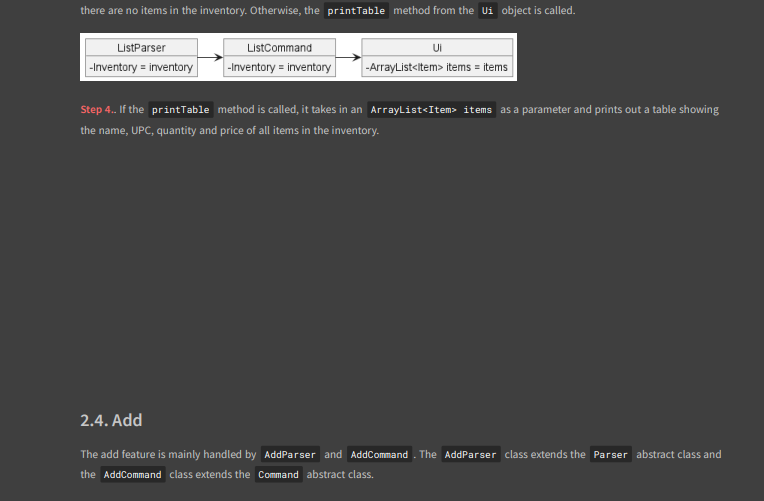 there are no items in the inventory. Otherwise, the printTable method from the Ui object is called.
ListParser ListCommand Ui
-Inventory = inventory -Inventory = inventory -ArrayList<Item> items = items
Step 4.. If the printTable method is called, it takes in an ArrayList<Item> items as a parameter and prints out a table showing
the name, UPC, quantity and price of all items in the inventory.
2.4. Add
The add feature is mainly handled by AddParser and AddCommand . The AddParser class extends the Parser abstract class and
the AddCommand class extends the Command abstract class.